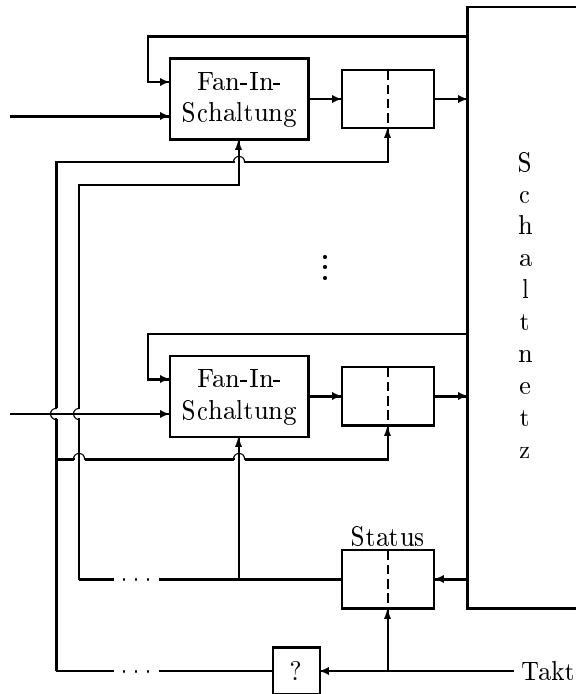 Fan-In-
Schaltung
S
c
h
a
l
t
n
e
t
z
⋮
Fan-In-
Schaltung
Status
. . .
. . .
?
Takt